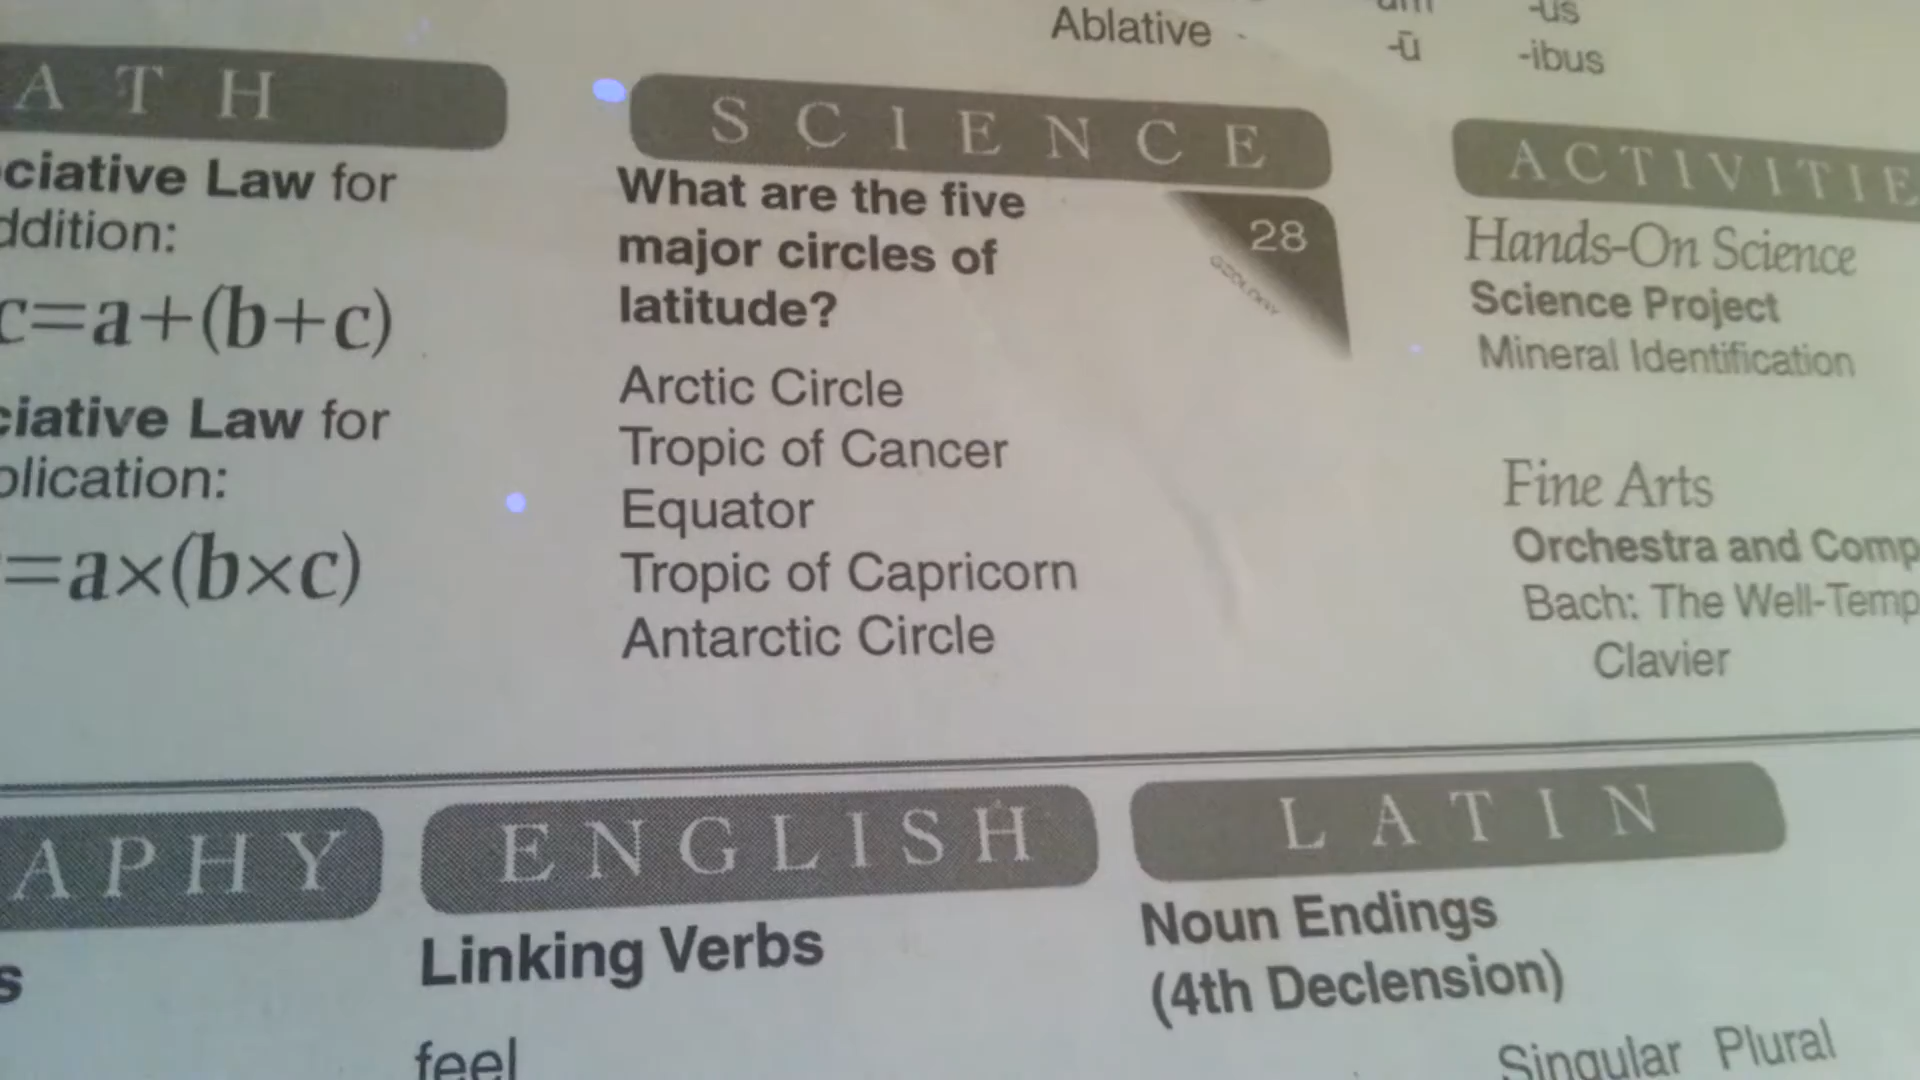 Ablative
-ū -ibus
-us
ATH
ciative Law for
ddition:
c=a+(b+c)
ciative Law for
plication:
=a×(b×c)
SCIENCE
What are the five
major circles of
latitude?
28
GEOLOGY
Arctic Circle
Tropic of Cancer
Equator
Tropic of Capricorn
Antarctic Circle
ACTIVITIE
Hands-On Science
Science Project
Mineral Identification
Fine Arts
Orchestra and Comp
Bach: The Well-Temp
Clavier
APHY
s
ENGLISH
Linking Verbs
feel
LATIN
Noun Endings
(4th Declension)
Singular Plural